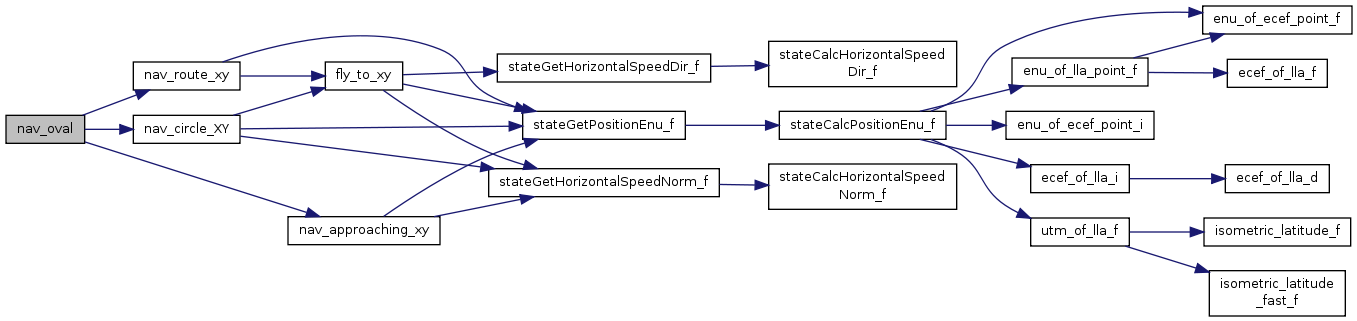 nav_oval
nav_route_xy
nav_circle_XY
nav_approaching_xy
fly_to_xy
stateGetHorizontalSpeedDir_f
stateGetPositionEnu_f
stateGetHorizontalSpeedNorm_f
stateCalcHorizontalSpeed
Dir_f
stateCalcPositionEnu_f
stateCalcHorizontalSpeed
Norm_f
enu_of_lla_point_f
enu_of_ecef_point_i
ecef_of_lla_i
utm_of_lla_f
enu_of_ecef_point_f
ecef_of_lla_f
ecef_of_lla_d
isometric_latitude_f
isometric_latitude
_fast_f